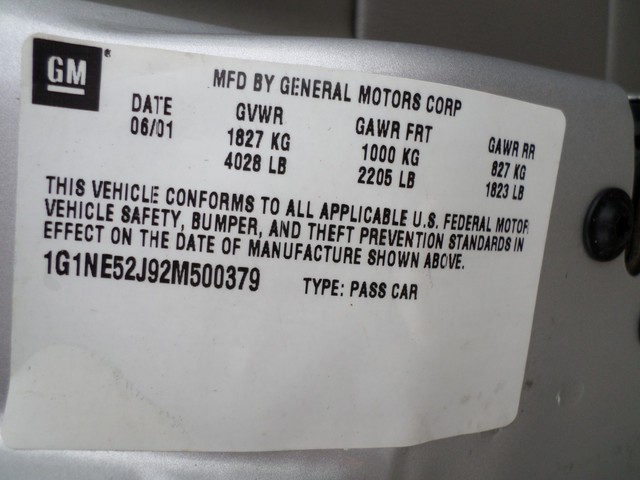 GM®
MFD BY GENERAL MOTORS CORP
DATE GVWR GAWR FRT GAWR RR
06/01 1827 KG 1000 KG 827 KG
4028 LB 2205 LB 1823 LB
THIS VEHICLE CONFORMS TO ALL APPLICABLE U.S. FEDERAL MOTOR
VEHICLE SAFETY, BUMPER, AND THEFT PREVENTION STANDARDS IN
EFFECT ON THE DATE OF MANUFACTURE SHOWN ABOVE.
1G1NE52J92M500379 TYPE: PASS CAR